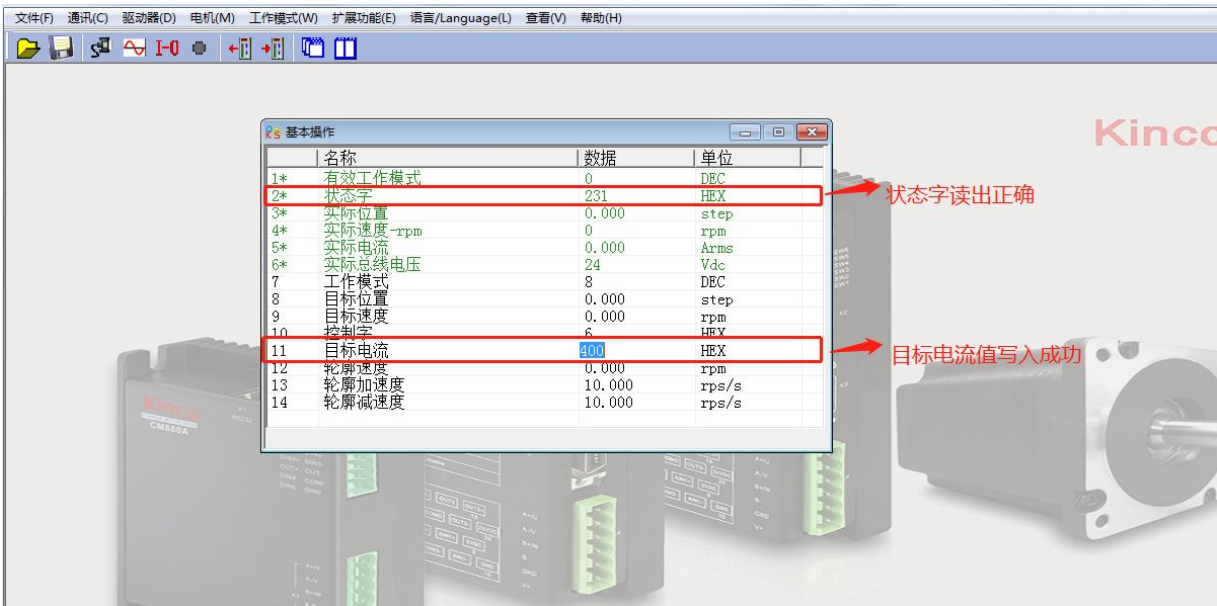 文件(F) 通讯(C) 驱动器(D) 电机(M) 工作模式(W) 扩展功能(E) 语言/Language(L) 查看(V) 帮助(H)
I-0
Kinco
基本操作
名称 数据 单位
1* 有效工作模式 0 DEC
2* 状态字 231 HEX
状态字读出正确
3* 实际位置 0.000 step
4* 实际速度-rpm 0 rpm
5* 实际电流 0.000 Arms
6* 实际总线电压 24 Vdc
7 工作模式 8 DEC
8 目标位置 0.000 step
9 目标速度 0.000 rpm
10 控制字 6 HEX
11 目标电流 400 HEX
目标电流值写入成功
12 轮廓速度 0.000 rpm
13 轮廓加速度 10.000 rps/s
14 轮廓减速度 10.000 rps/s
Kinco
CM880A